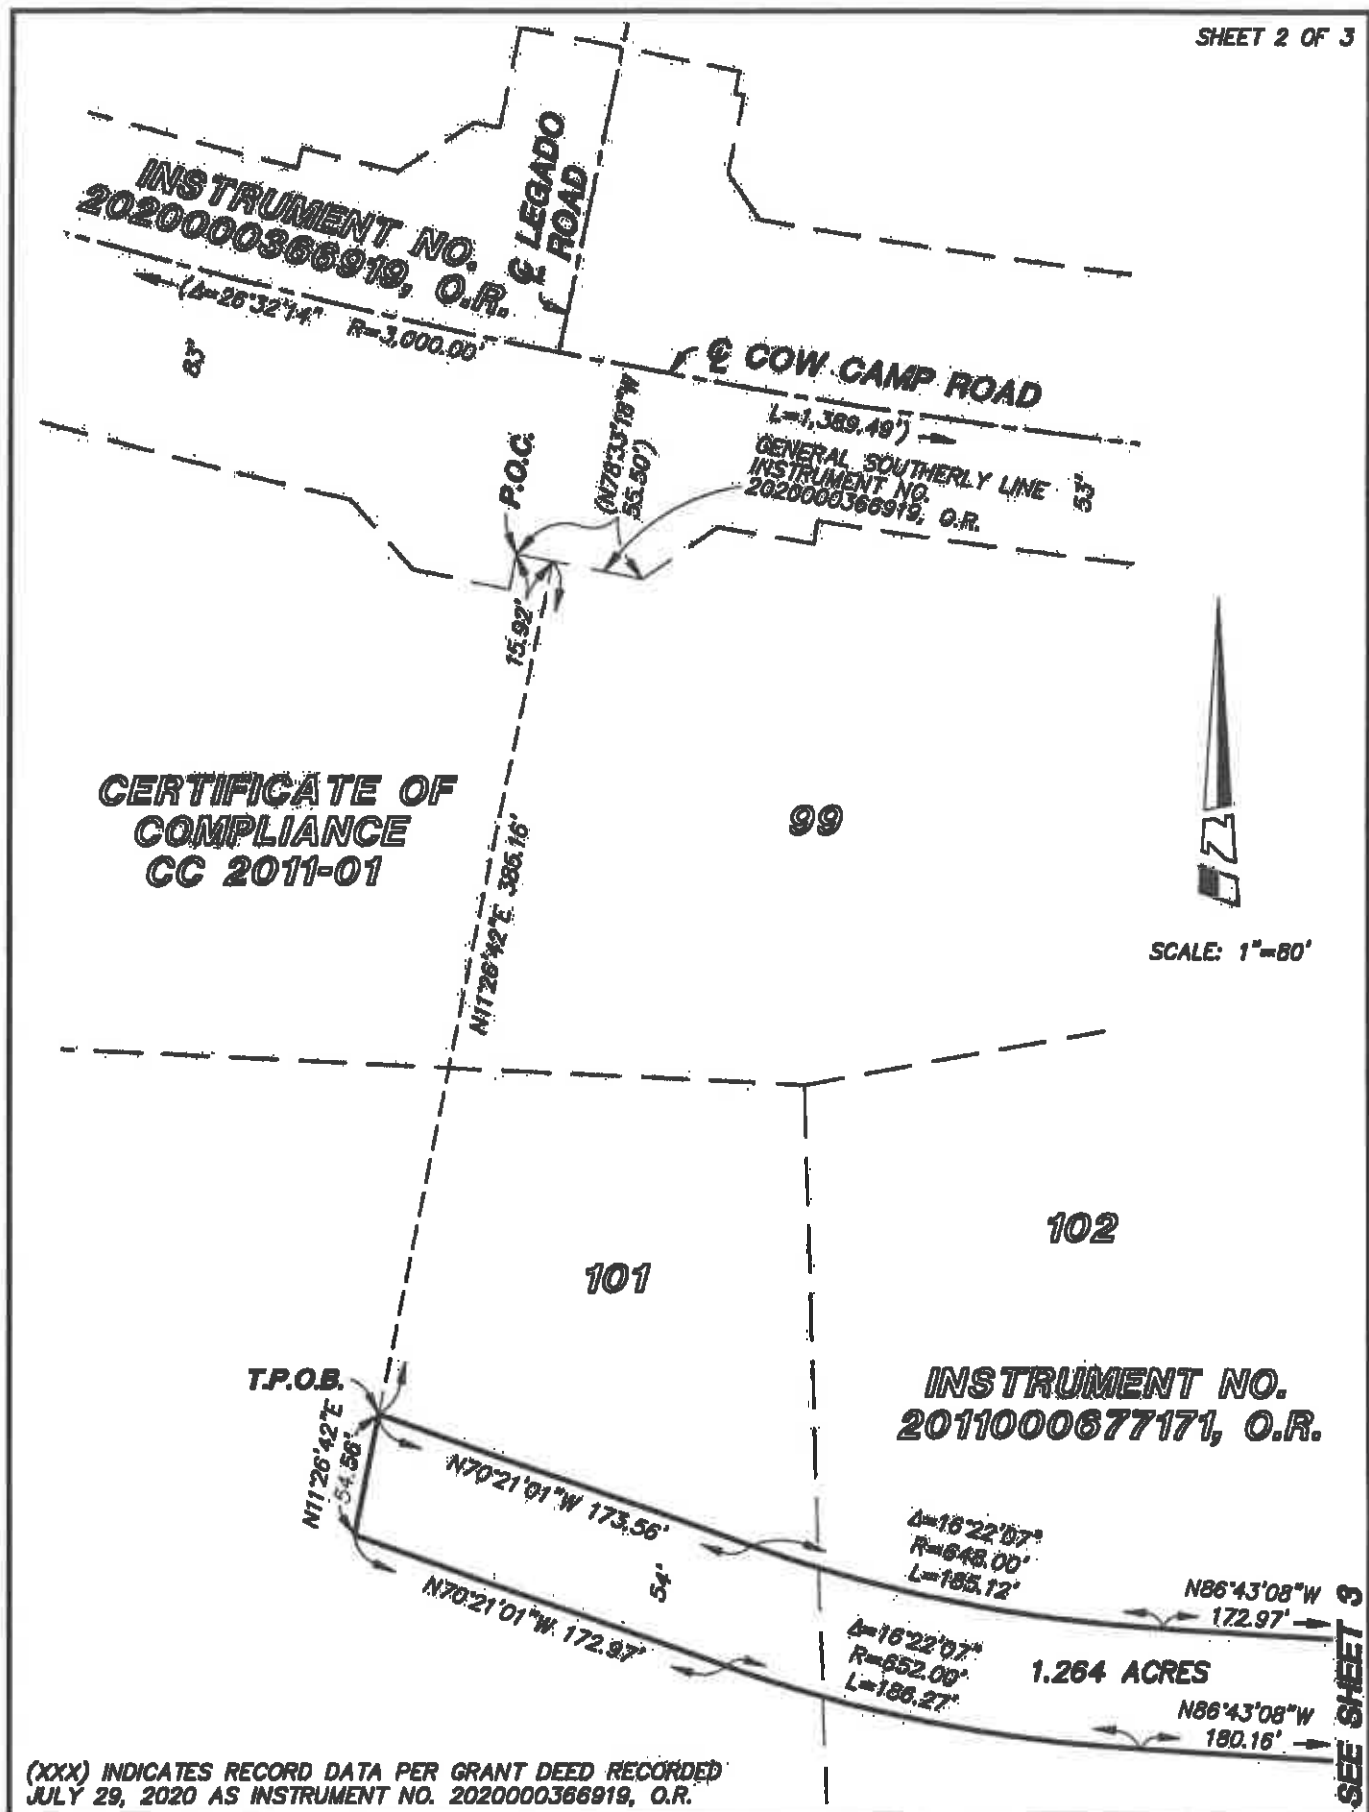 SHEET 2 OF 3
INSTRUMENT NO.
2020000366919, O.R.
℄ LEGADO
ROAD
(Δ=26°32'14" R=3,000.00'
83'
℄ COW CAMP ROAD
L=1,389.49')
GENERAL SOUTHERLY LINE
INSTRUMENT NO.
2020000366919, O.R.
53'
P.O.C.
(N78°33'18"W
55.50')
15.92'
CERTIFICATE OF
COMPLIANCE
CC 2011-01
99
N11°26'42"E 385.16'
SCALE: 1"=80'
101
102
T.P.O.B.
N11°26'42"E
54.56'
INSTRUMENT NO.
2011000677171, O.R.
N70°21'01"W 173.56'
54'
N70°21'01"W 172.97'
Δ=16°22'07"
R=648.00'
L=185.12'
N86°43'08"W
172.97'
Δ=16°22'07"
R=652.00'
L=186.27'
1.264 ACRES
N86°43'08"W
180.16'
SEE SHEET 3
(XXX) INDICATES RECORD DATA PER GRANT DEED RECORDED
JULY 29, 2020 AS INSTRUMENT NO. 2020000366919, O.R.